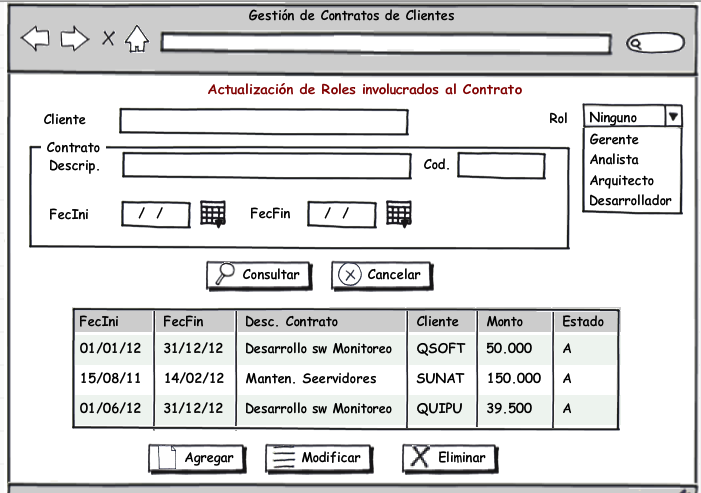 Gestión de Contratos de Clientes
Actualización de Roles involucrados al Contrato
Cliente
Rol
Ninguno
Gerente
Analista
Arquitecto
Desarrollador
Contrato
Descrip.
Cod.
FecIni / /
FecFin / /
Consultar
Cancelar
FecIni FecFin Desc. Contrato Cliente Monto Estado
01/01/12 31/12/12 Desarrollo sw Monitoreo QSOFT 50.000 A
15/08/11 14/02/12 Manten. Seervidores SUNAT 150.000 A
01/06/12 31/12/12 Desarrollo sw Monitoreo QUIPU 39.500 A
Agregar
Modificar
Eliminar